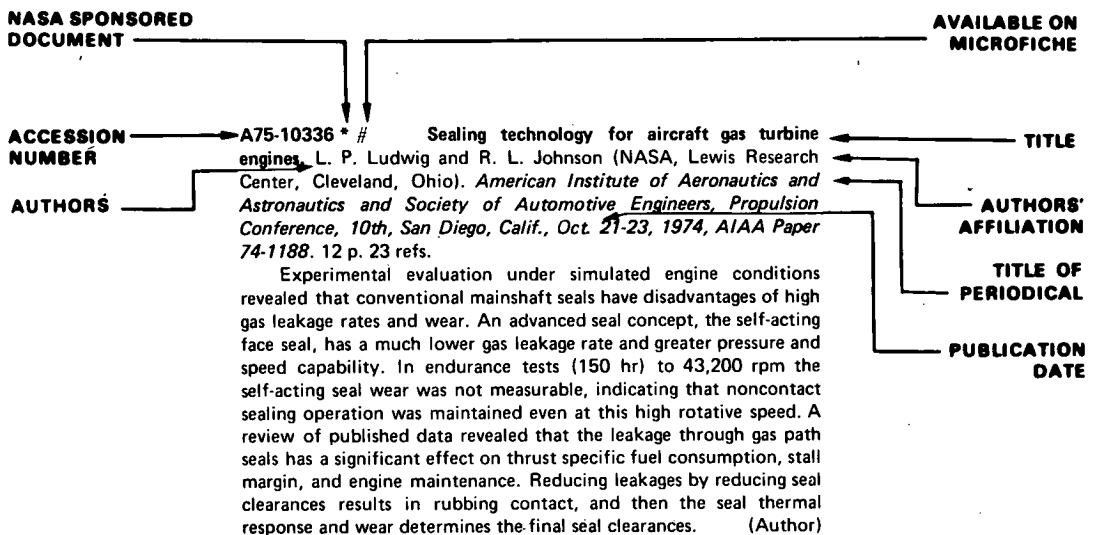 NASA SPONSORED
DOCUMENT
AVAILABLE ON
MICROFICHE
ACCESSION
NUMBER
AUTHORS
A75-10336 * # Sealing technology for aircraft gas turbine
engines. L. P. Ludwig and R. L. Johnson (NASA, Lewis Research
Center, Cleveland, Ohio). American Institute of Aeronautics and
Astronautics and Society of Automotive Engineers, Propulsion
Conference, 10th, San Diego, Calif., Oct. 21-23, 1974, AIAA Paper
74-1188. 12 p. 23 refs.
Experimental evaluation under simulated engine conditions
revealed that conventional mainshaft seals have disadvantages of high
gas leakage rates and wear. An advanced seal concept, the self-acting
face seal, has a much lower gas leakage rate and greater pressure and
speed capability. In endurance tests (150 hr) to 43,200 rpm the
self-acting seal wear was not measurable, indicating that noncontact
sealing operation was maintained even at this high rotative speed. A
review of published data revealed that the leakage through gas path
seals has a significant effect on thrust specific fuel consumption, stall
margin, and engine maintenance. Reducing leakages by reducing seal
clearances results in rubbing contact, and then the seal thermal
response and wear determines the final seal clearances. (Author)
TITLE
AUTHORS'
AFFILIATION
TITLE OF
PERIODICAL
PUBLICATION
DATE